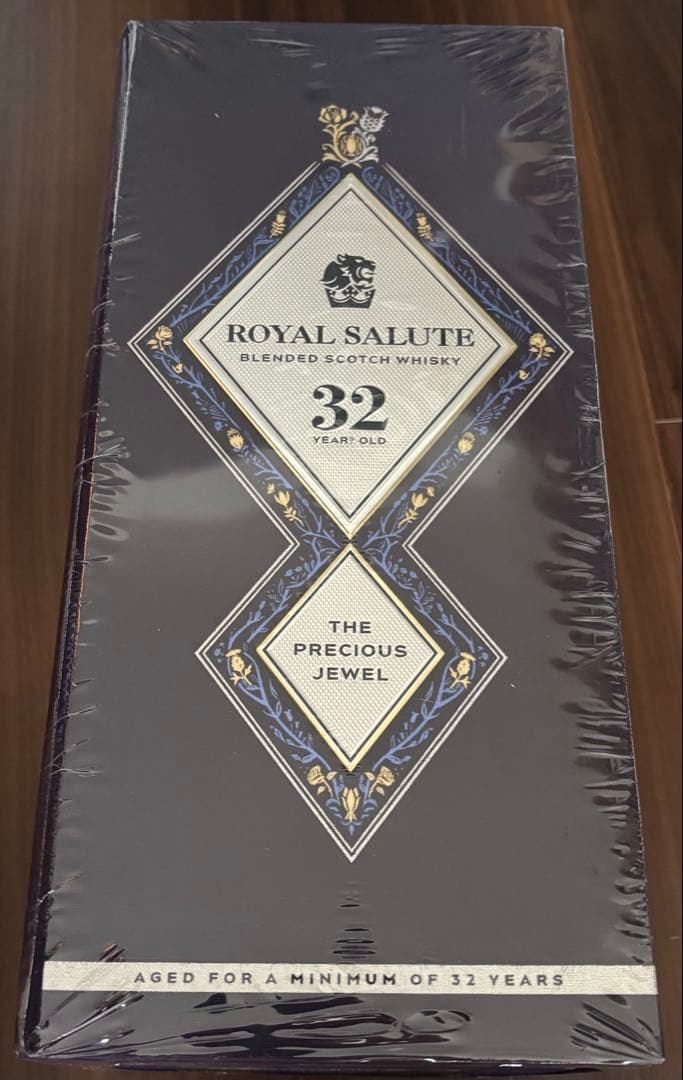 ROYAL SALUTE
BLENDED SCOTCH WHISKY
32
YEARS OLD
THE
PRECIOUS
JEWEL
AGED FOR A MINIMUM OF 32 YEARS